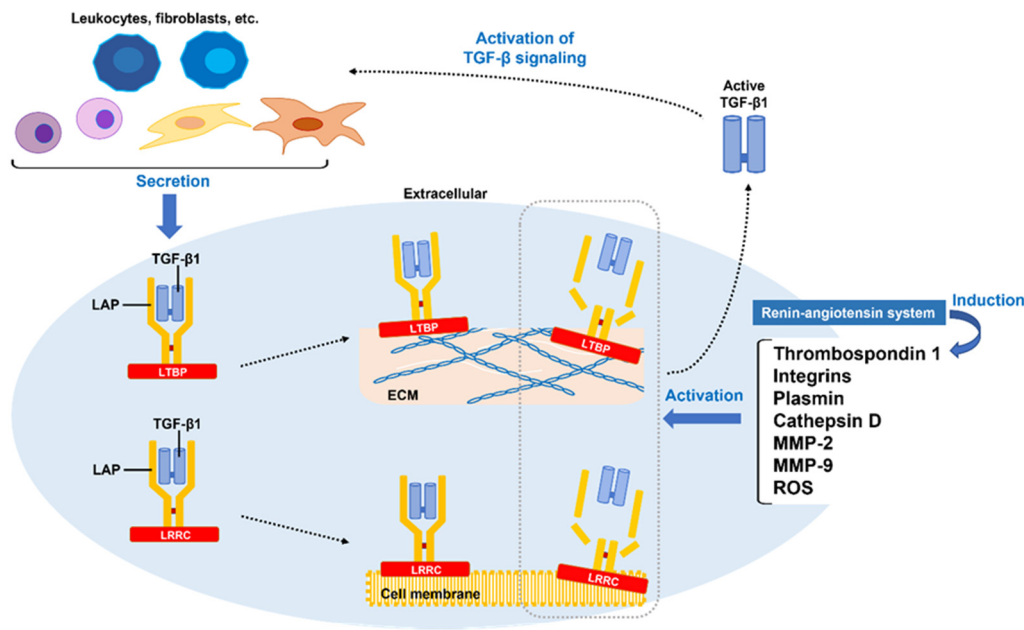 Leukocytes, fibroblasts, etc.
Activation of
TGF-β signaling
Active
TGF-β1
Secretion
Extracellular
TGF-β1
LAP
LTBP
LTBP
LTBP
ECM
Renin-angiotensin system
Induction
Thrombospondin 1
Integrins
Plasmin
Cathepsin D
MMP-2
MMP-9
ROS
Activation
TGF-β1
LAP
LRRC
LRRC
LRRC
Cell membrane